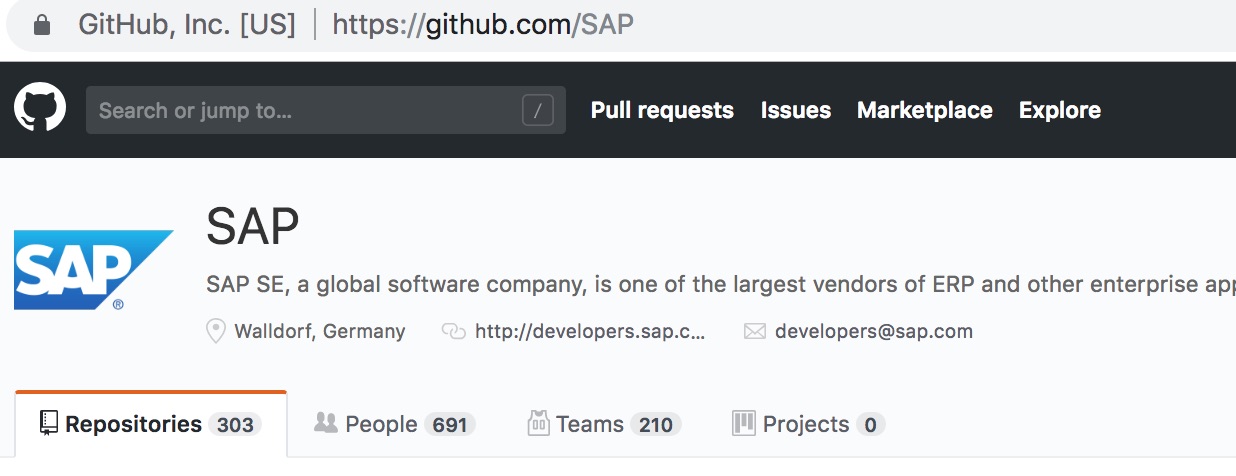 GitHub, Inc. [US] | https://github.com/SAP
Search or jump to... / Pull requests Issues Marketplace Explore
SAP
SAP ®
SAP SE, a global software company, is one of the largest vendors of ERP and other enterprise
Walldorf, Germany http://developers.sap.c... developers@sap.com
Repositories 303 People 691 Teams 210 Projects 0